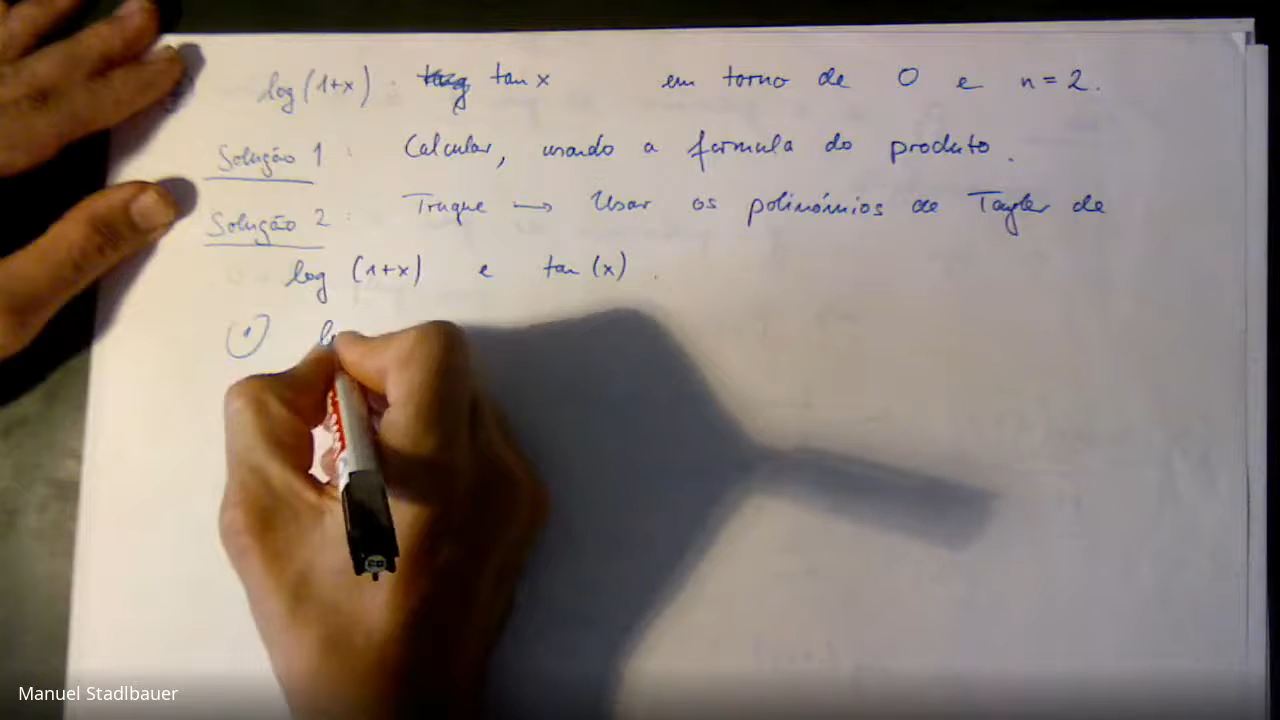 log(1+x) · tan x em torno de 0 e n = 2.
Solução 1 : Calcular, usando a formula do produto.
Solução 2 : Truque → Usar os polinómios de Taylor de
log (1+x) e tan (x).
① lo
Manuel Stadlbauer